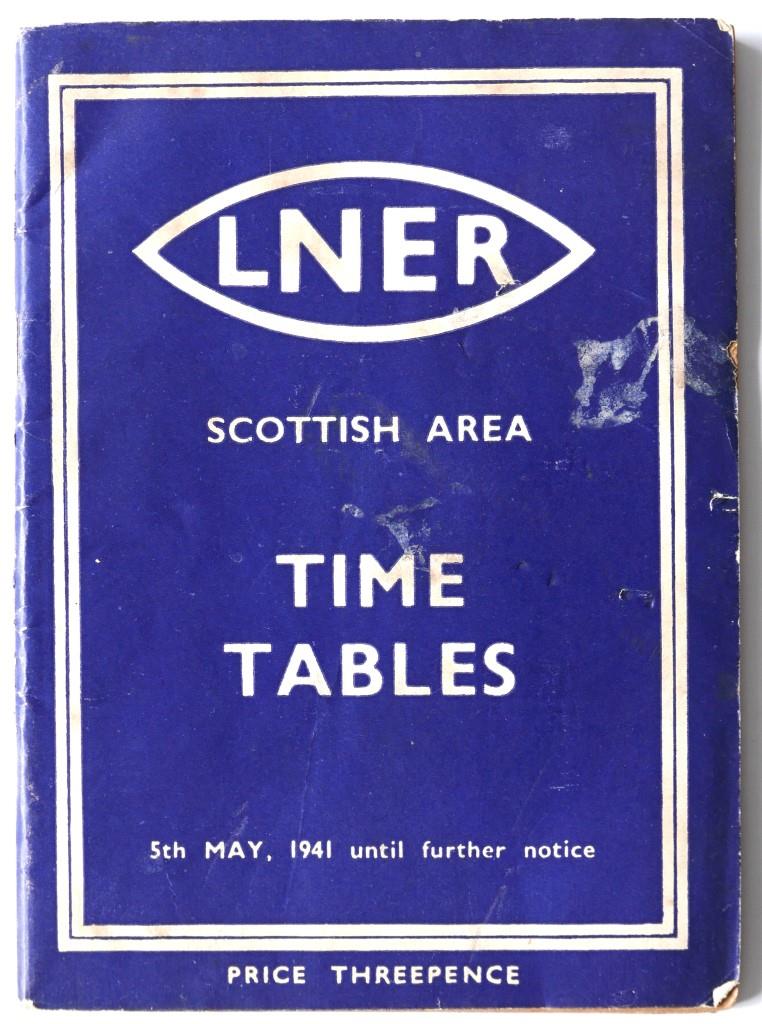 LNER
SCOTTISH AREA
TIME
TABLES
5th MAY, 1941 until further notice
PRICE THREEPENCE